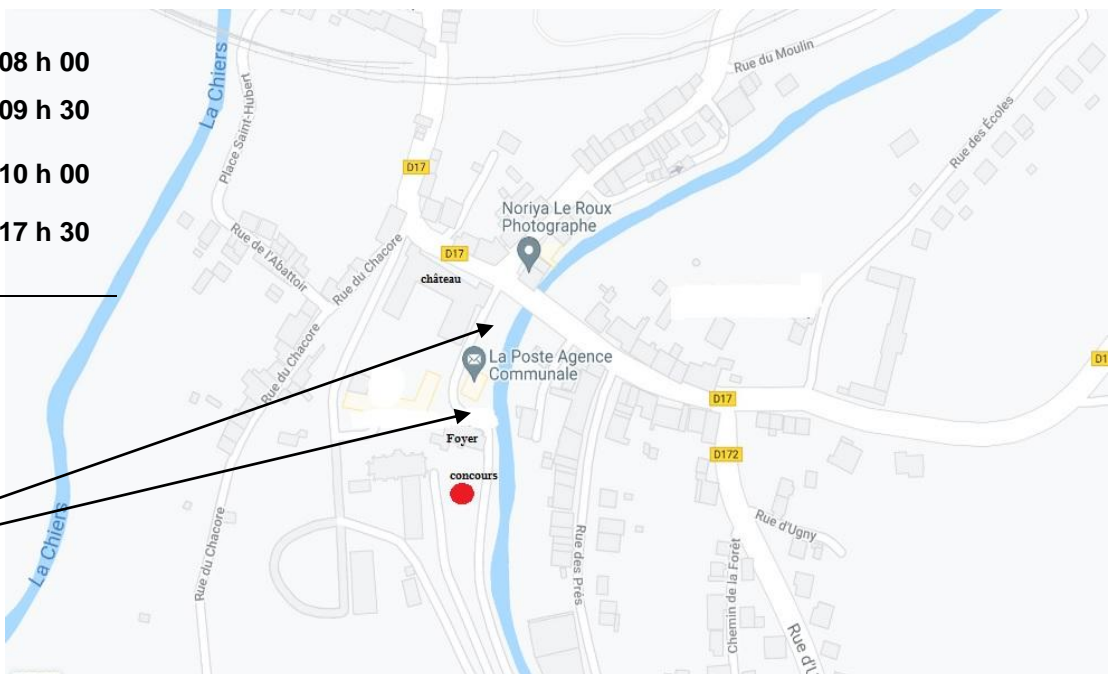 08 h 00
09 h 30
10 h 00
17 h 30
La Chiers
Place Saint-Hubert
Rue du Moulin
Rue des Écoles
D17
Noriya Le Roux
Photographe
Rue de l'Abattoir
Rue du Chacore
D17
château
La Poste Agence
Communale
Rue du Chacore
D17
Foyer
concours
D172
La Chiers
Rue du Chacore
Rue des Prés
Rue d'Ugny
Chemin de la Forêt